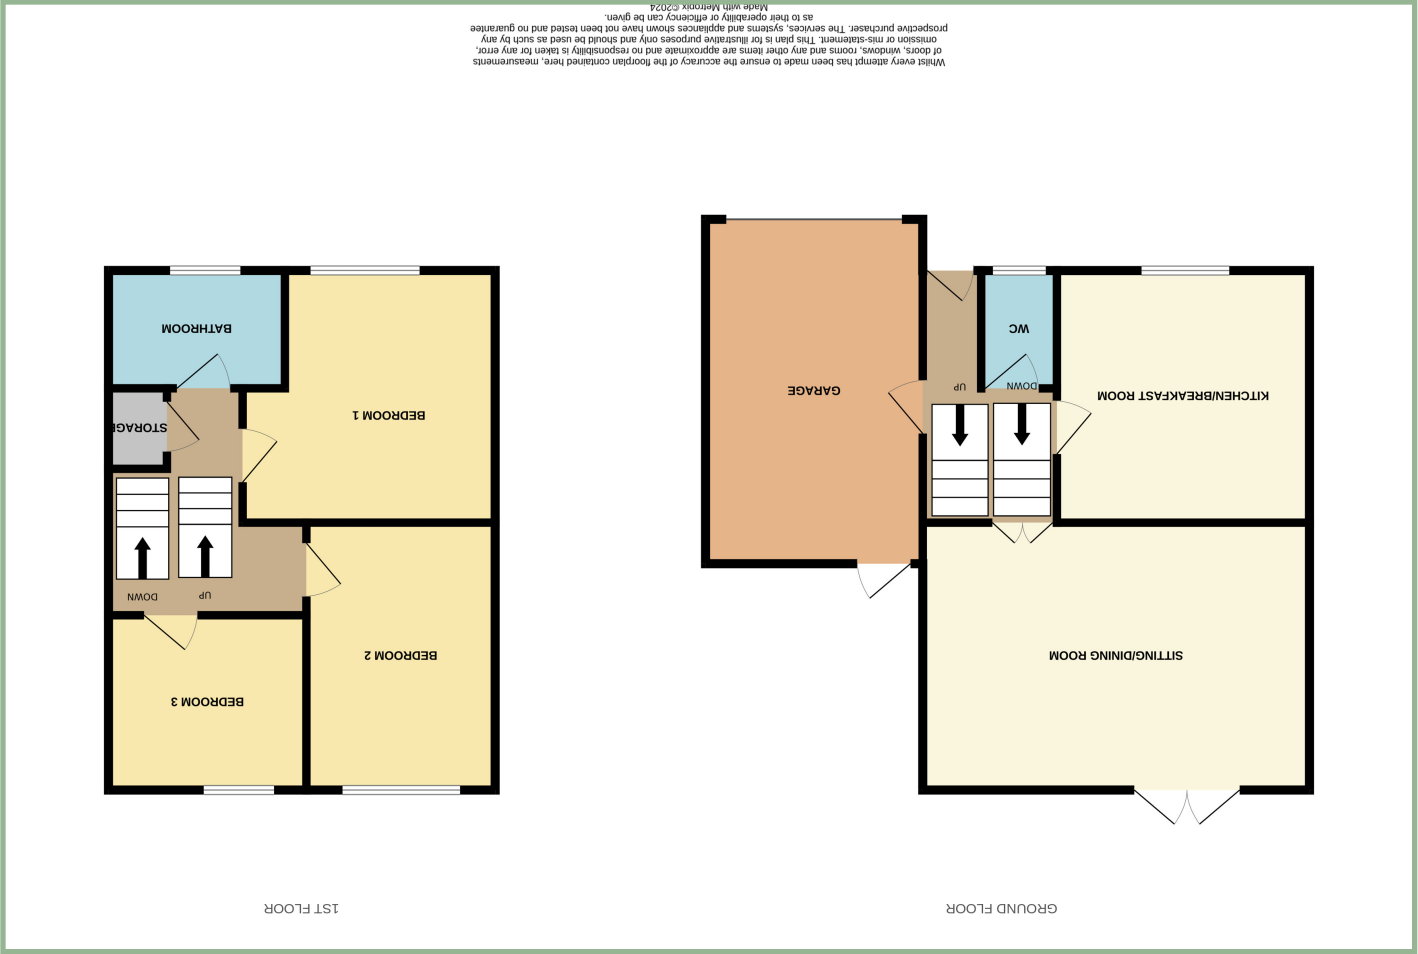 GROUND FLOOR
1ST FLOOR
SITTING/DINING ROOM
KITCHEN/BREAKFAST ROOM
GARAGE
WC
DOWN
UP
BEDROOM 3
BEDROOM 2
BEDROOM 1
UP
DOWN
STORAGE
BATHROOM
Whilst every attempt has been made to ensure the accuracy of the floorplan contained here, measurements
of doors, windows, rooms and any other items are approximate and no responsibility is taken for any error,
omission or mis-statement. This plan is for illustrative purposes only and should be used as such by any
prospective purchaser. The services, systems and appliances shown have not been tested and no guarantee
as to their operability or efficiency can be given.
Made with Metropix ©2024